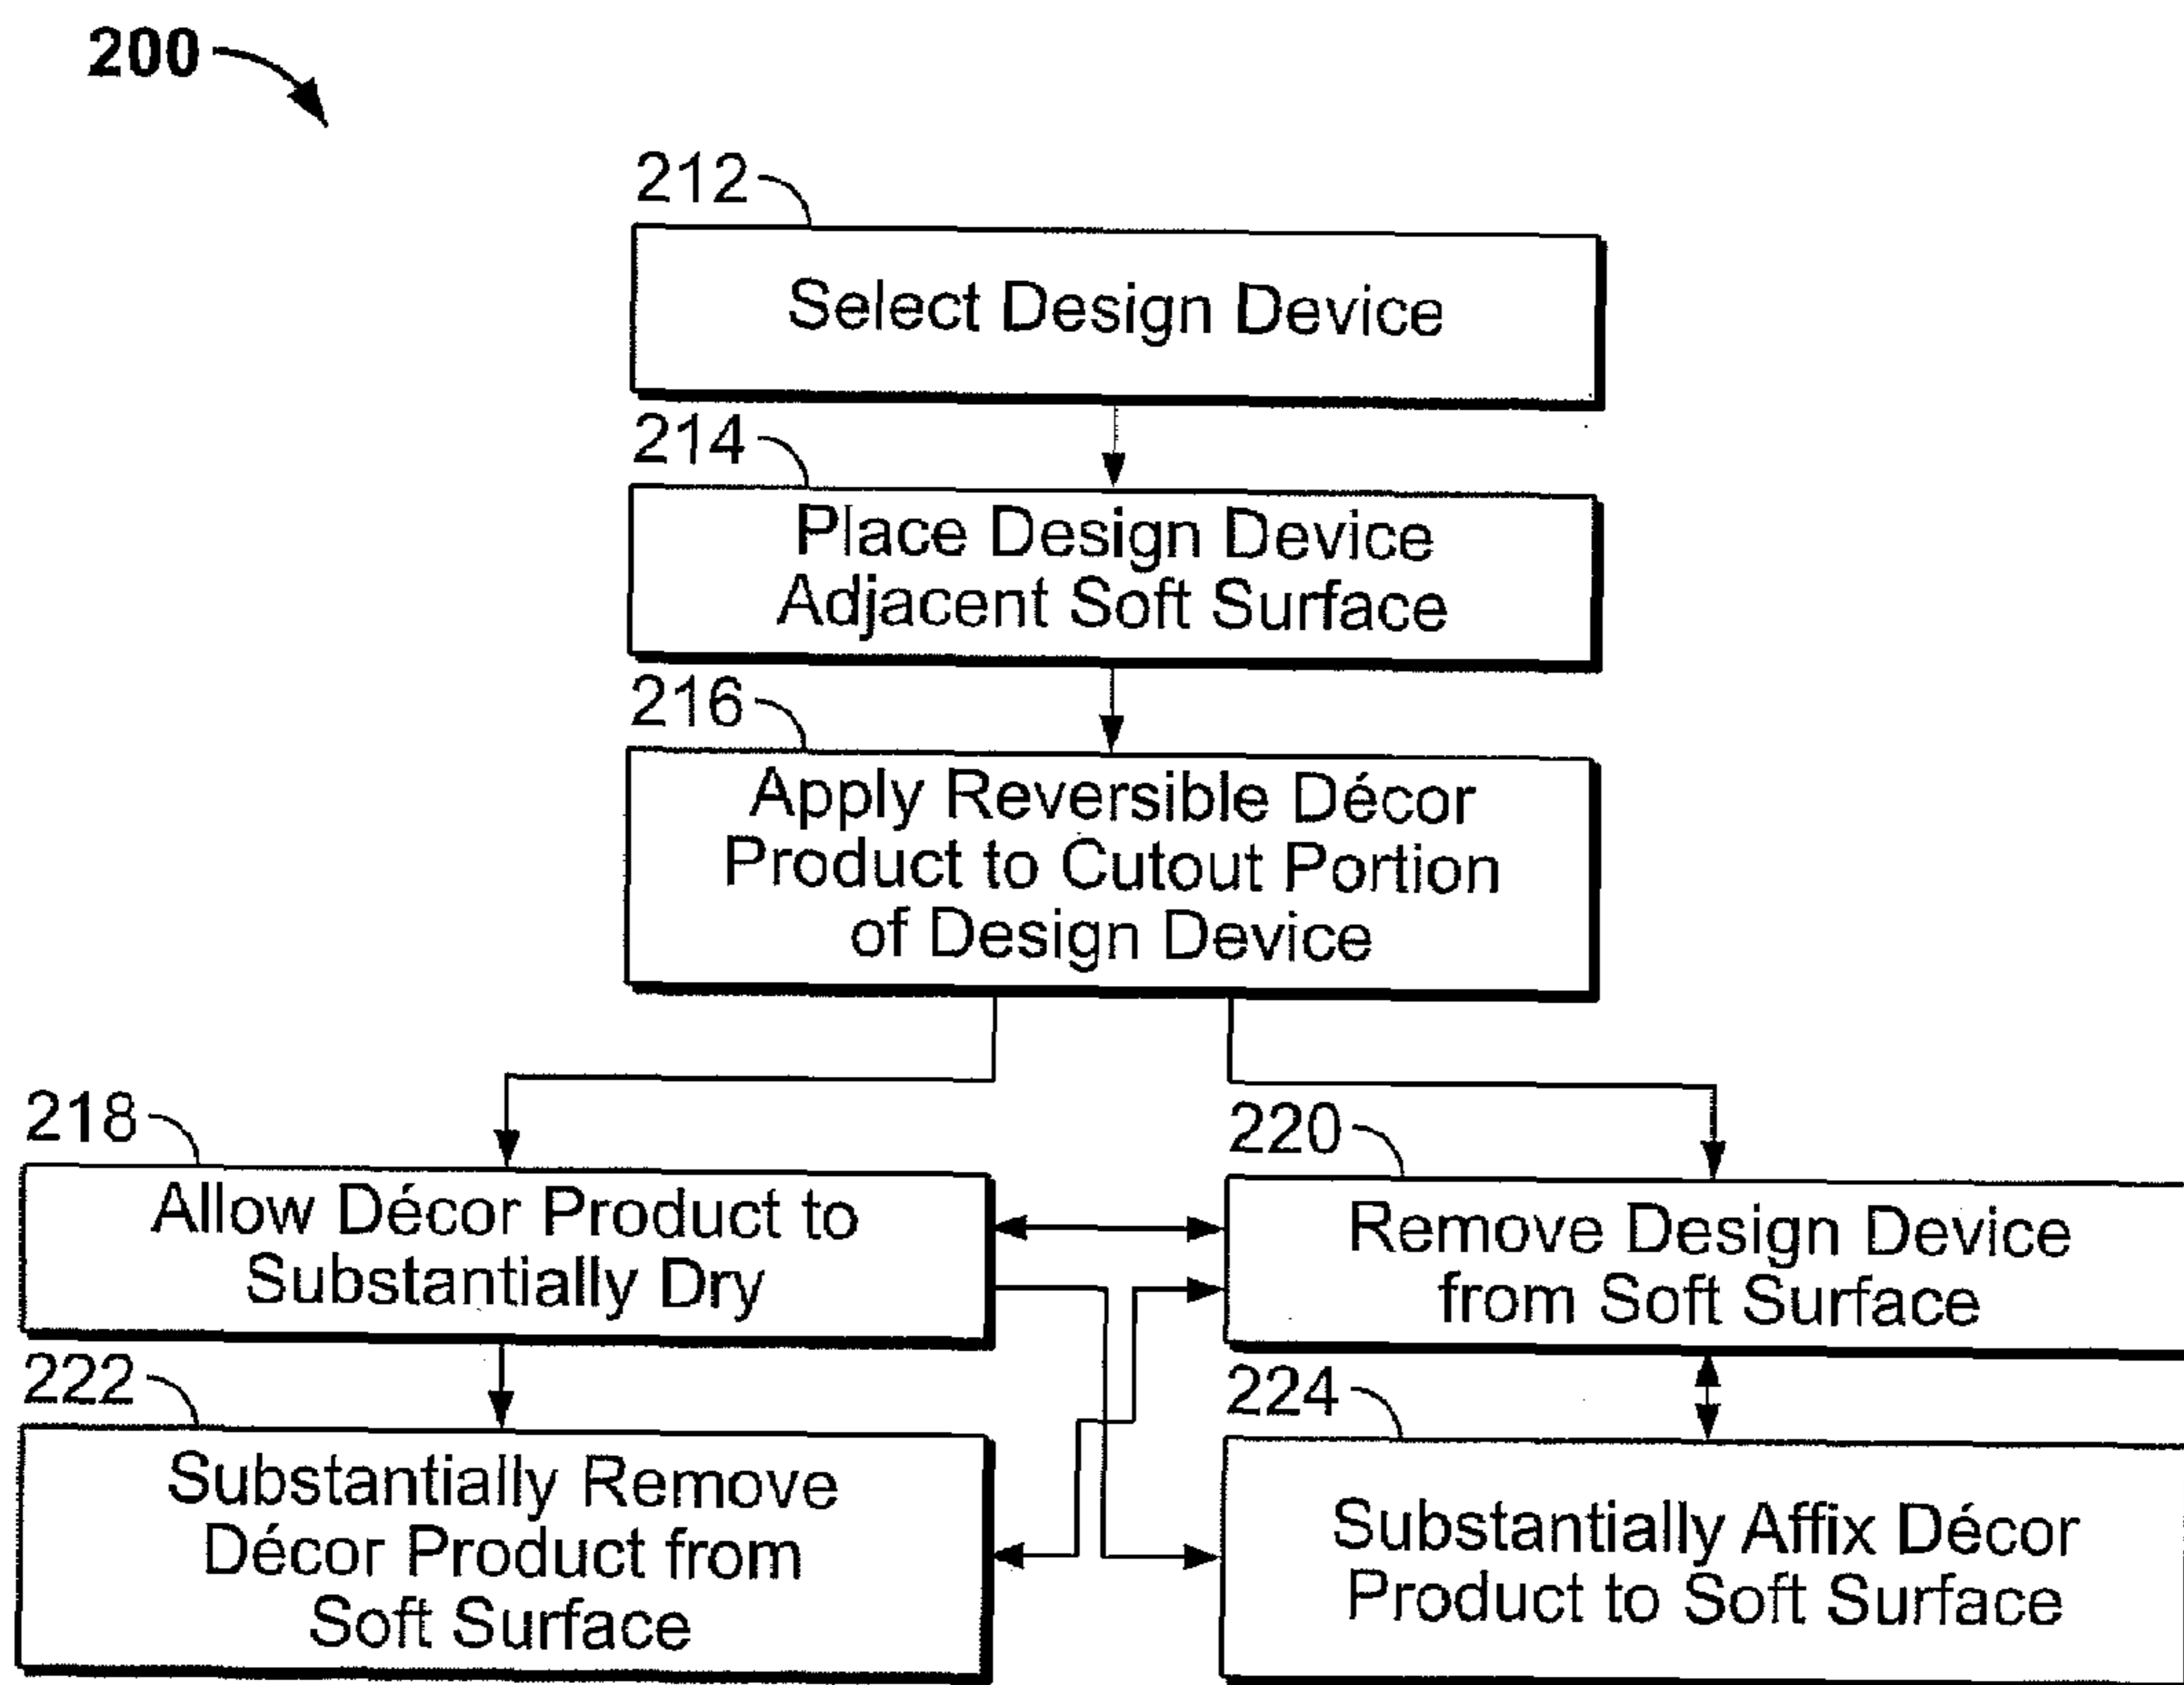 200
212
Select Design Device
214
Place Design Device
Adjacent Soft Surface
216
Apply Reversible Décor
Product to Cutout Portion
of Design Device
218
Allow Décor Product to
Substantially Dry
220
Remove Design Device
from Soft Surface
222
Substantially Remove
Décor Product from
Soft Surface
224
Substantially Affix Décor
Product to Soft Surface